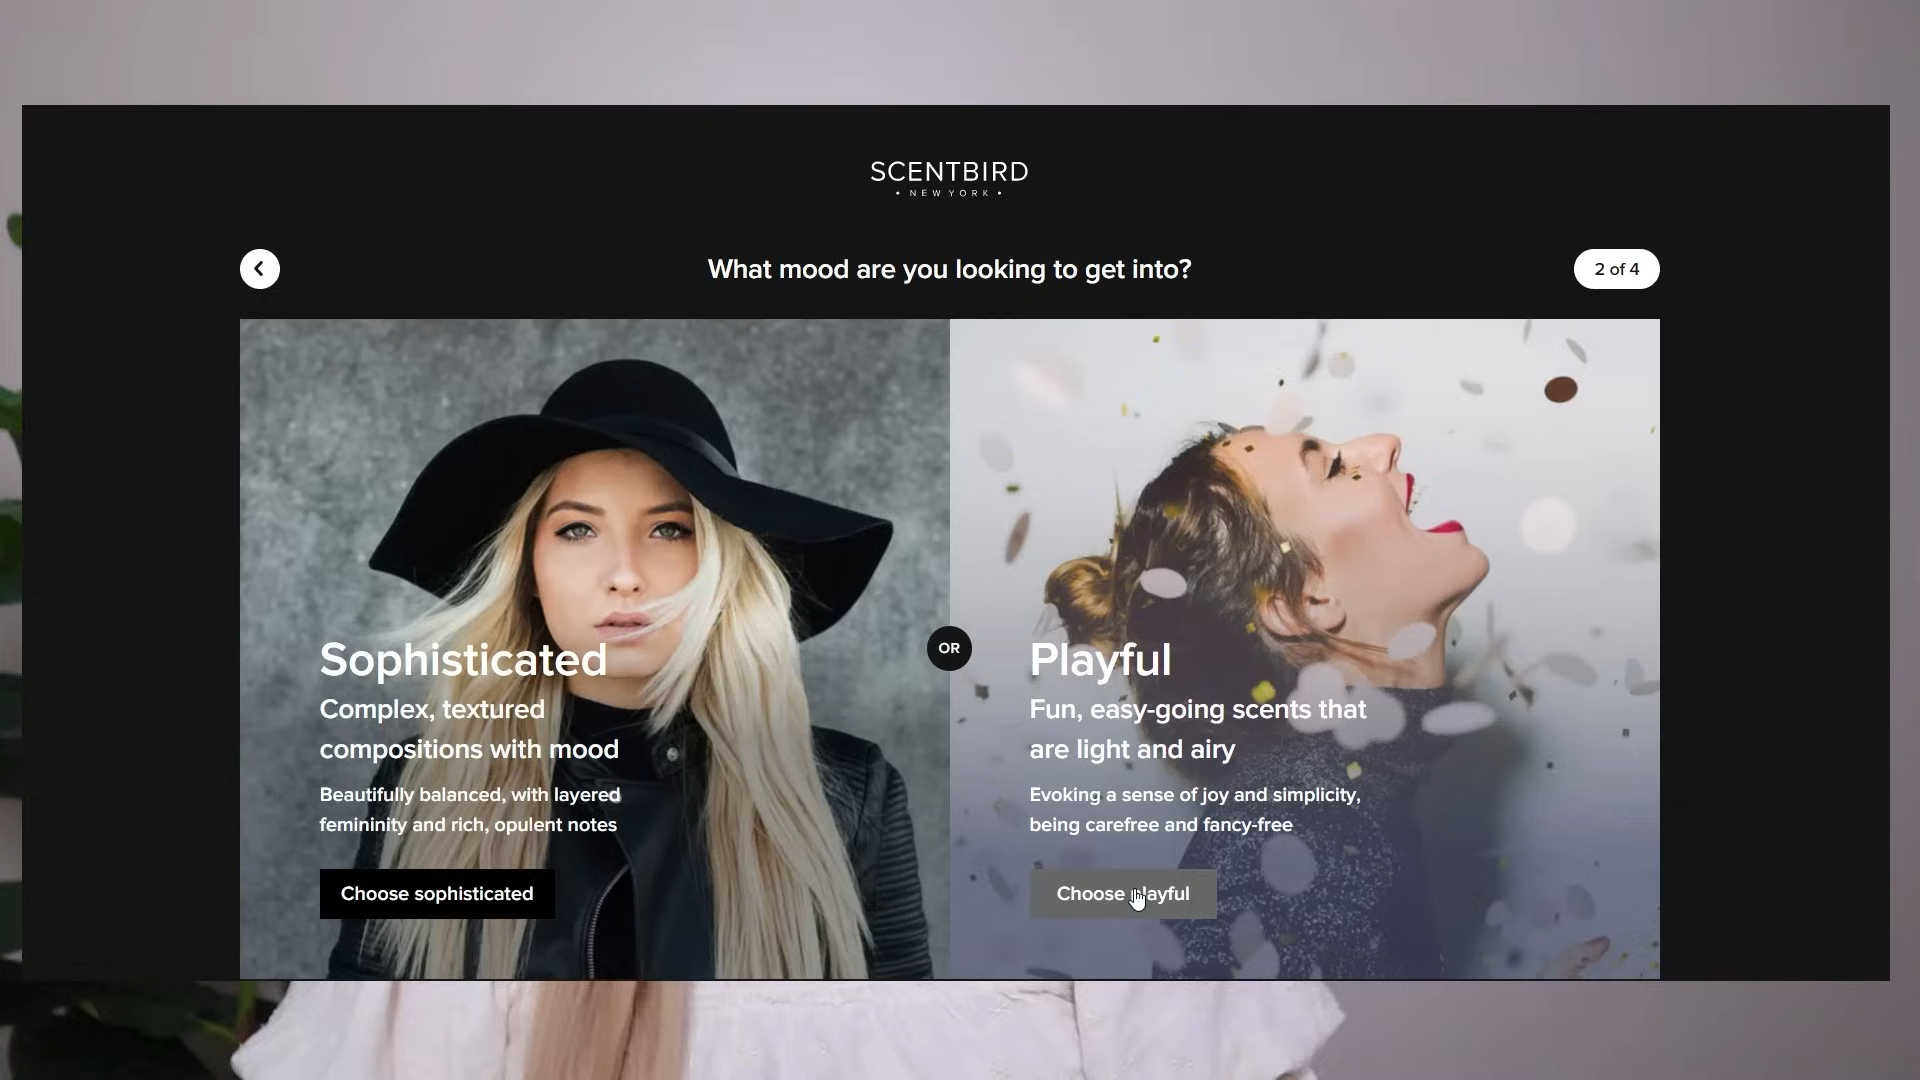 SCENTBIRD
• NEW YORK •
What mood are you looking to get into?
2 of 4
Sophisticated
Complex, textured
compositions with mood
Beautifully balanced, with layered
femininity and rich, opulent notes
Choose sophisticated
OR
Playful
Fun, easy-going scents that
are light and airy
Evoking a sense of joy and simplicity,
being carefree and fancy-free
Choose playful